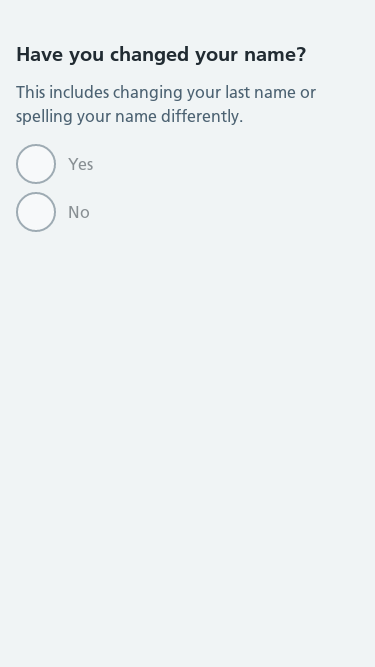 Have you changed your name?
This includes changing your last name or
spelling your name differently.
Yes
No